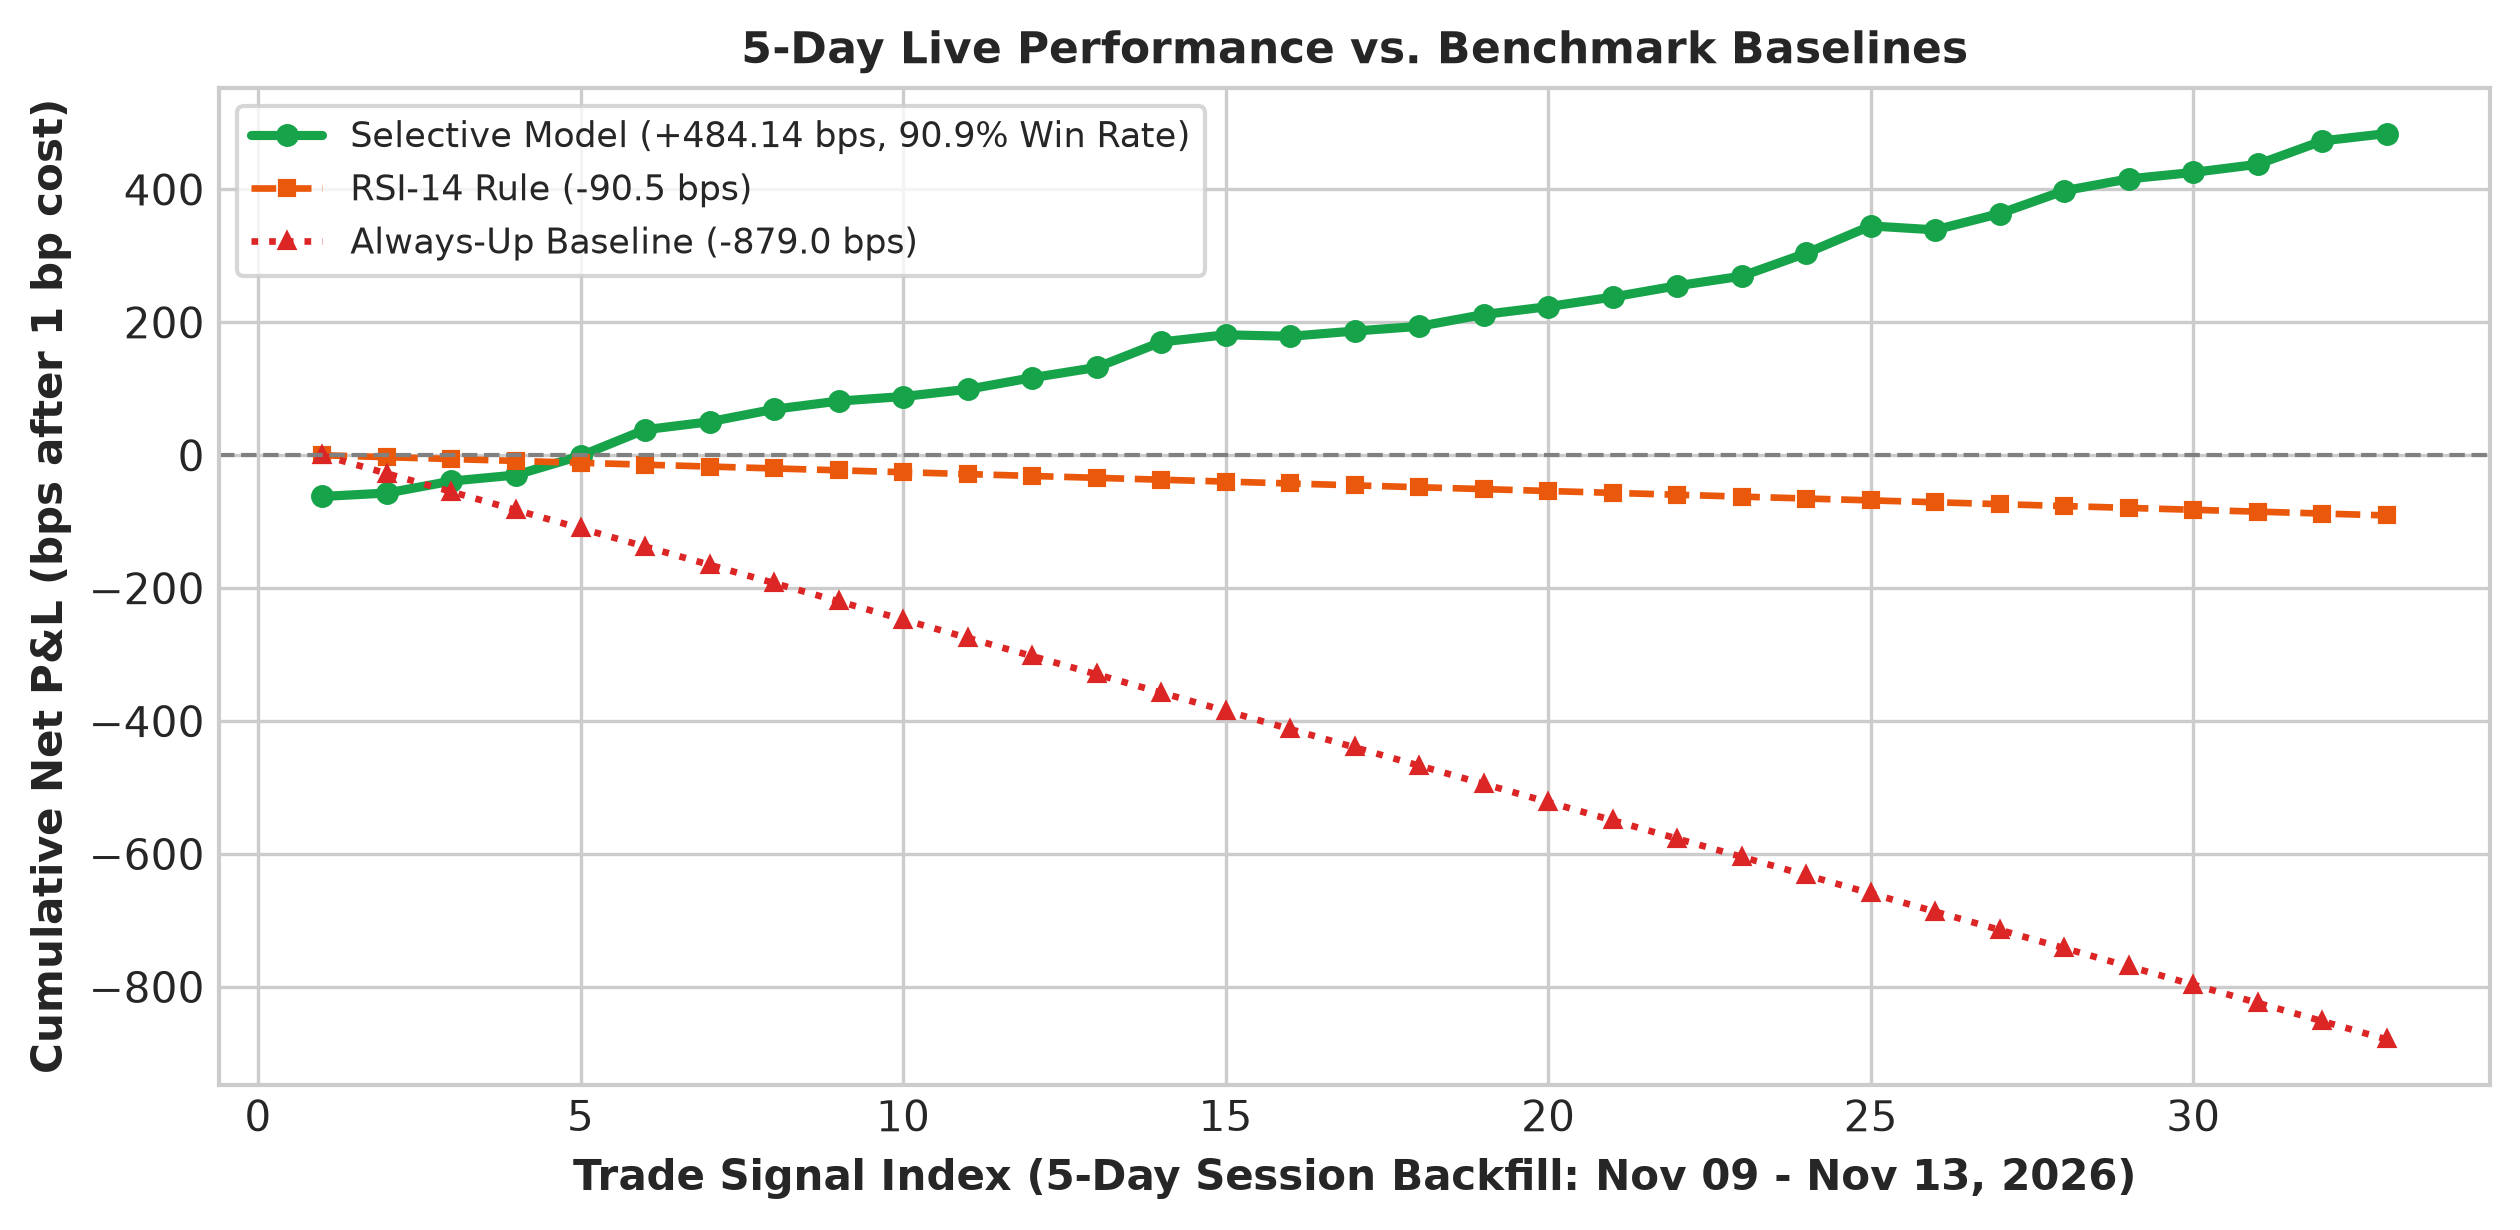 5-Day Live Performance vs. Benchmark Baselines
Selective Model (+484.14 bps, 90.9% Win Rate)
RSI-14 Rule (-90.5 bps)
Always-Up Baseline (-879.0 bps)
Cumulative Net P&L (bps after 1 bp cost)
400
200
0
−200
−400
−600
−800
0 5 10 15 20 25 30
Trade Signal Index (5-Day Session Backfill: Nov 09 - Nov 13, 2026)